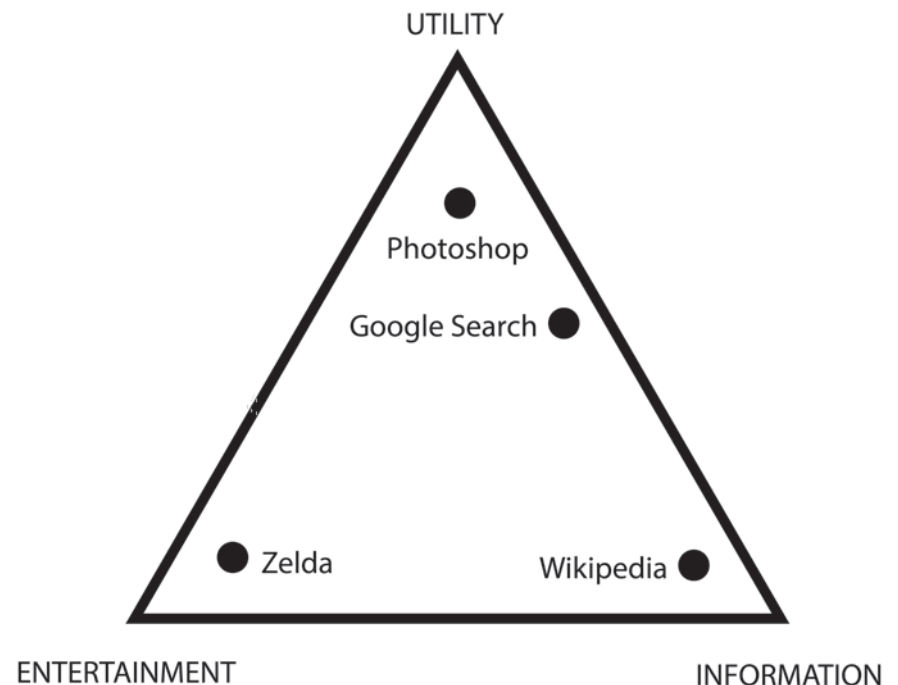 UTILITY
Photoshop
Google Search
Zelda
Wikipedia
ENTERTAINMENT
INFORMATION